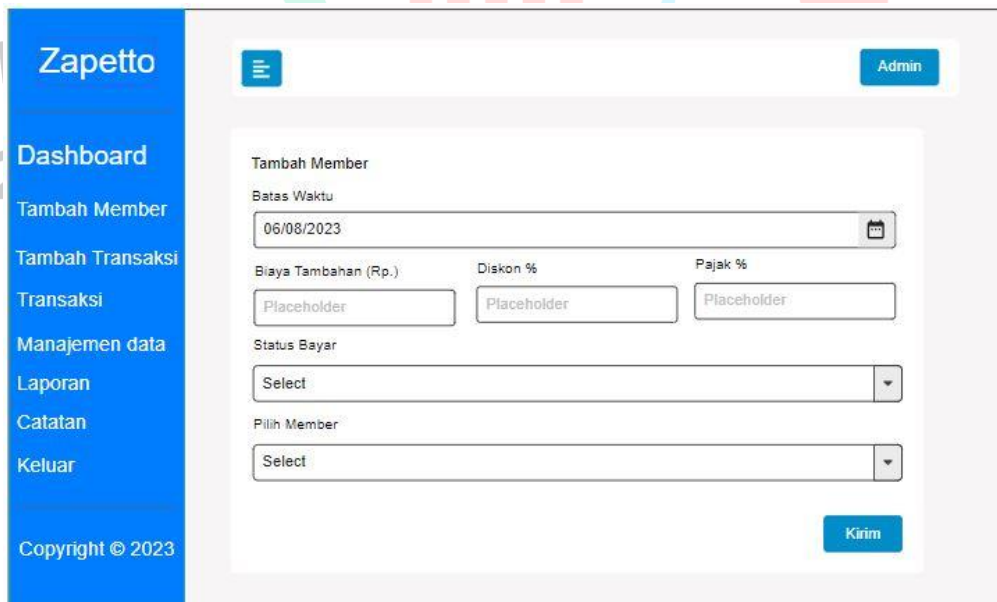 Zapetto
Admin
Dashboard
Tambah Member
Tambah Transaksi
Transaksi
Manajemen data
Laporan
Catatan
Keluar
Copyright © 2023
Tambah Member
Batas Waktu
06/08/2023
Biaya Tambahan (Rp.) Diskon % Pajak %
Placeholder Placeholder Placeholder
Status Bayar
Select
Pilih Member
Select
Kirim